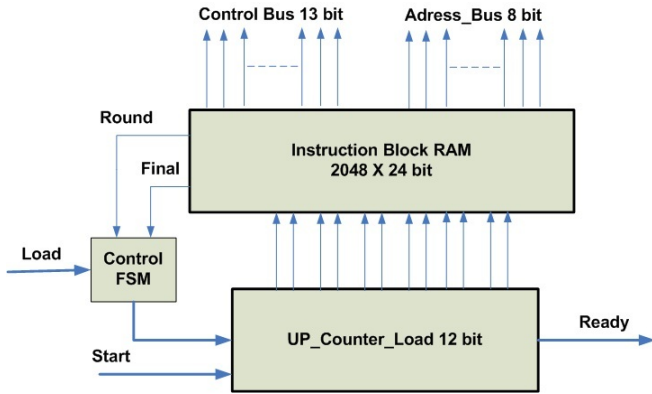 Control Bus 13 bit
Adress_Bus 8 bit
Round
Instruction Block RAM
2048 X 24 bit
Final
Load
Control
FSM
UP_Counter_Load 12 bit
Ready
Start